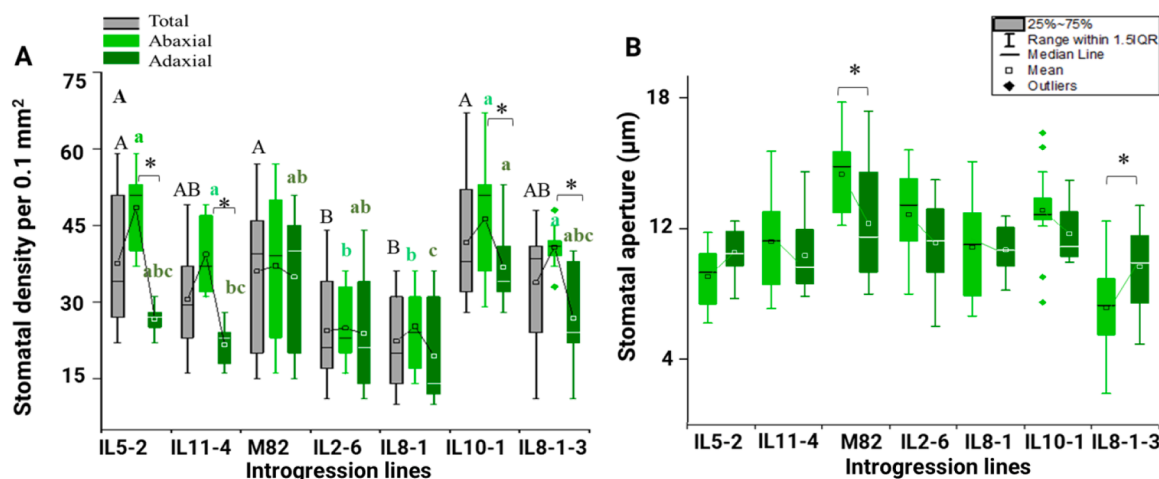 Total
Abaxial
Adaxial
A
Stomatal density per 0.1 mm²
75
60
45
30
15
A
A
a
*
abc
AB
a
*
bc
A
ab
B
b
ab
B
b
c
A
a
*
a
AB
*
a
abc
IL5-2 IL11-4 M82 IL2-6 IL8-1 IL10-1 IL8-1-3
Introgression lines
B
25%~75%
Range within 1.5IQR
Median Line
Mean
Outliers
Stomatal aperture (µm)
18
12
4
*
*
IL5-2 IL11-4 M82 IL2-6 IL8-1 IL10-1 IL8-1-3
Introgression lines